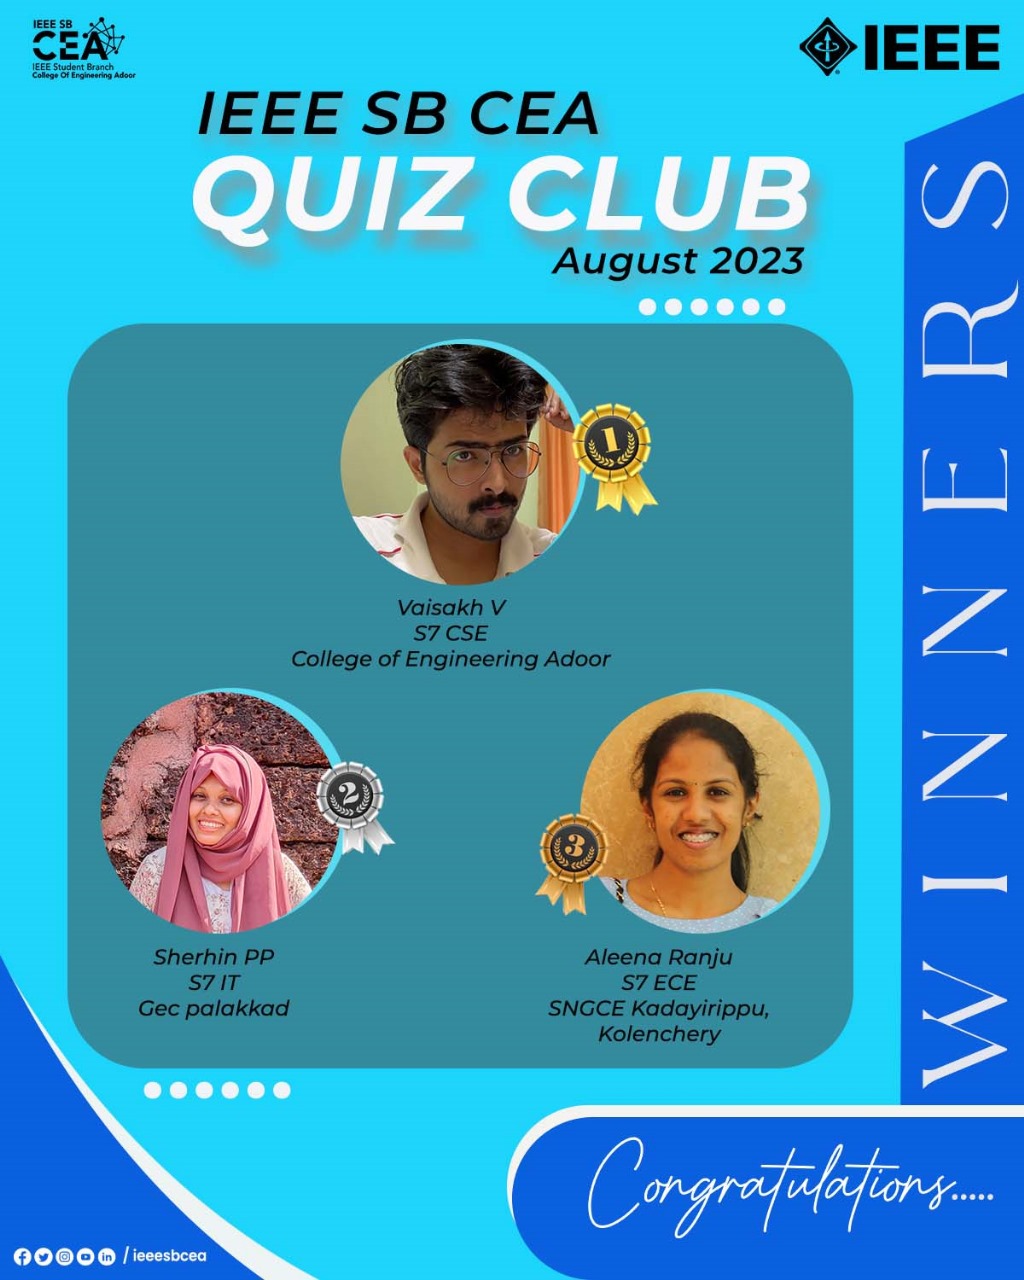 IEEE SB
CEA
IEEE Student Branch
College Of Engineering Adoor
IEEE
IEEE SB CEA
QUIZ CLUB
August 2023
WINNERS
1
Vaisakh V
S7 CSE
College of Engineering Adoor
2
Sherhin PP
S7 IT
Gec palakkad
3
Aleena Ranju
S7 ECE
SNGCE Kadayirippu,
Kolenchery
Congratulations.....
/ieeesbcea